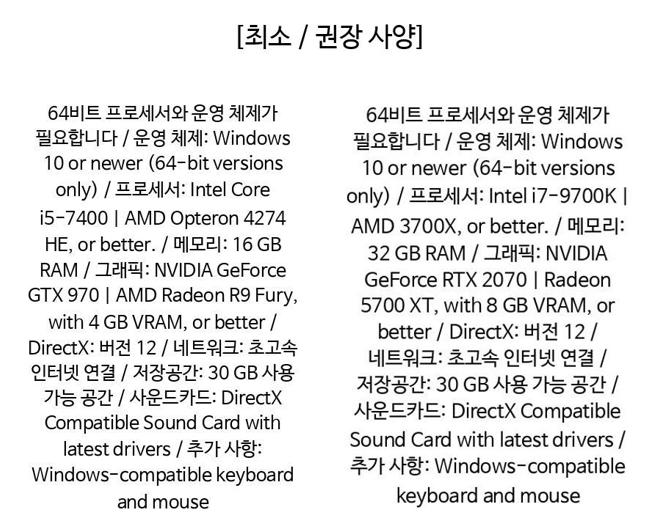 [최소 / 권장 사양]
64비트 프로세서와 운영 체제가
필요합니다 / 운영 체제: Windows
10 or newer (64-bit versions
only) / 프로세서: Intel Core
i5-7400 | AMD Opteron 4274
HE, or better. / 메모리: 16 GB
RAM / 그래픽: NVIDIA GeForce
GTX 970 | AMD Radeon R9 Fury,
with 4 GB VRAM, or better /
DirectX: 버전 12 / 네트워크: 초고속
인터넷 연결 / 저장공간: 30 GB 사용
가능 공간 / 사운드카드: DirectX
Compatible Sound Card with
latest drivers / 추가 사항:
Windows-compatible keyboard
and mouse
64비트 프로세서와 운영 체제가
필요합니다 / 운영 체제: Windows
10 or newer (64-bit versions
only) / 프로세서: Intel i7-9700K |
AMD 3700X, or better. / 메모리:
32 GB RAM / 그래픽: NVIDIA
GeForce RTX 2070 | Radeon
5700 XT, with 8 GB VRAM, or
better / DirectX: 버전 12 /
네트워크: 초고속 인터넷 연결 /
저장공간: 30 GB 사용 가능 공간 /
사운드카드: DirectX Compatible
Sound Card with latest drivers /
추가 사항: Windows-compatible
keyboard and mouse